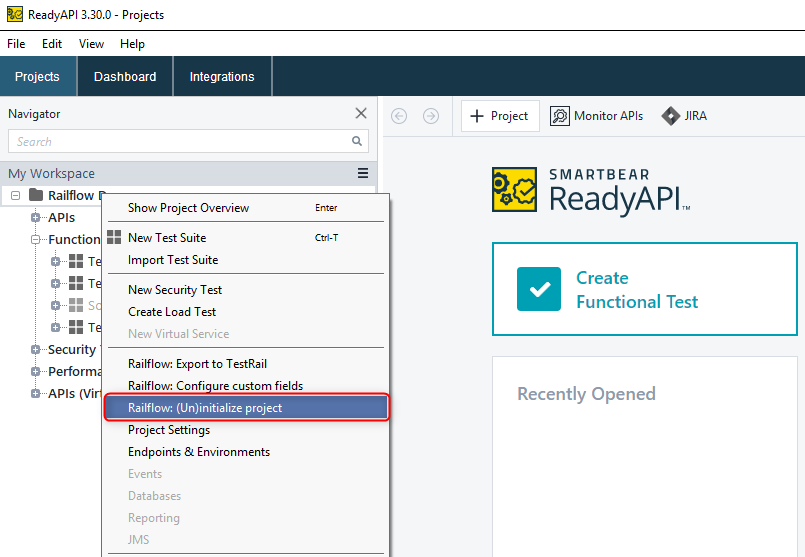 ReadyAPI 3.30.0 - Projects
File Edit View Help
Projects Dashboard Integrations
Navigator
Search
My Workspace
Railflow
APIs
Function
Te
Te
So
Te
Security
Performa
APIs (Virt
Show Project Overview Enter
New Test Suite Ctrl-T
Import Test Suite
New Security Test
Create Load Test
New Virtual Service
Railflow: Export to TestRail
Railflow: Configure custom fields
Railflow: (Un)initialize project
Project Settings
Endpoints & Environments
Events
Databases
Reporting
JMS
+ Project Monitor APIs JIRA
SMARTBEAR
ReadyAPI™
Create
Functional Test
Recently Opened